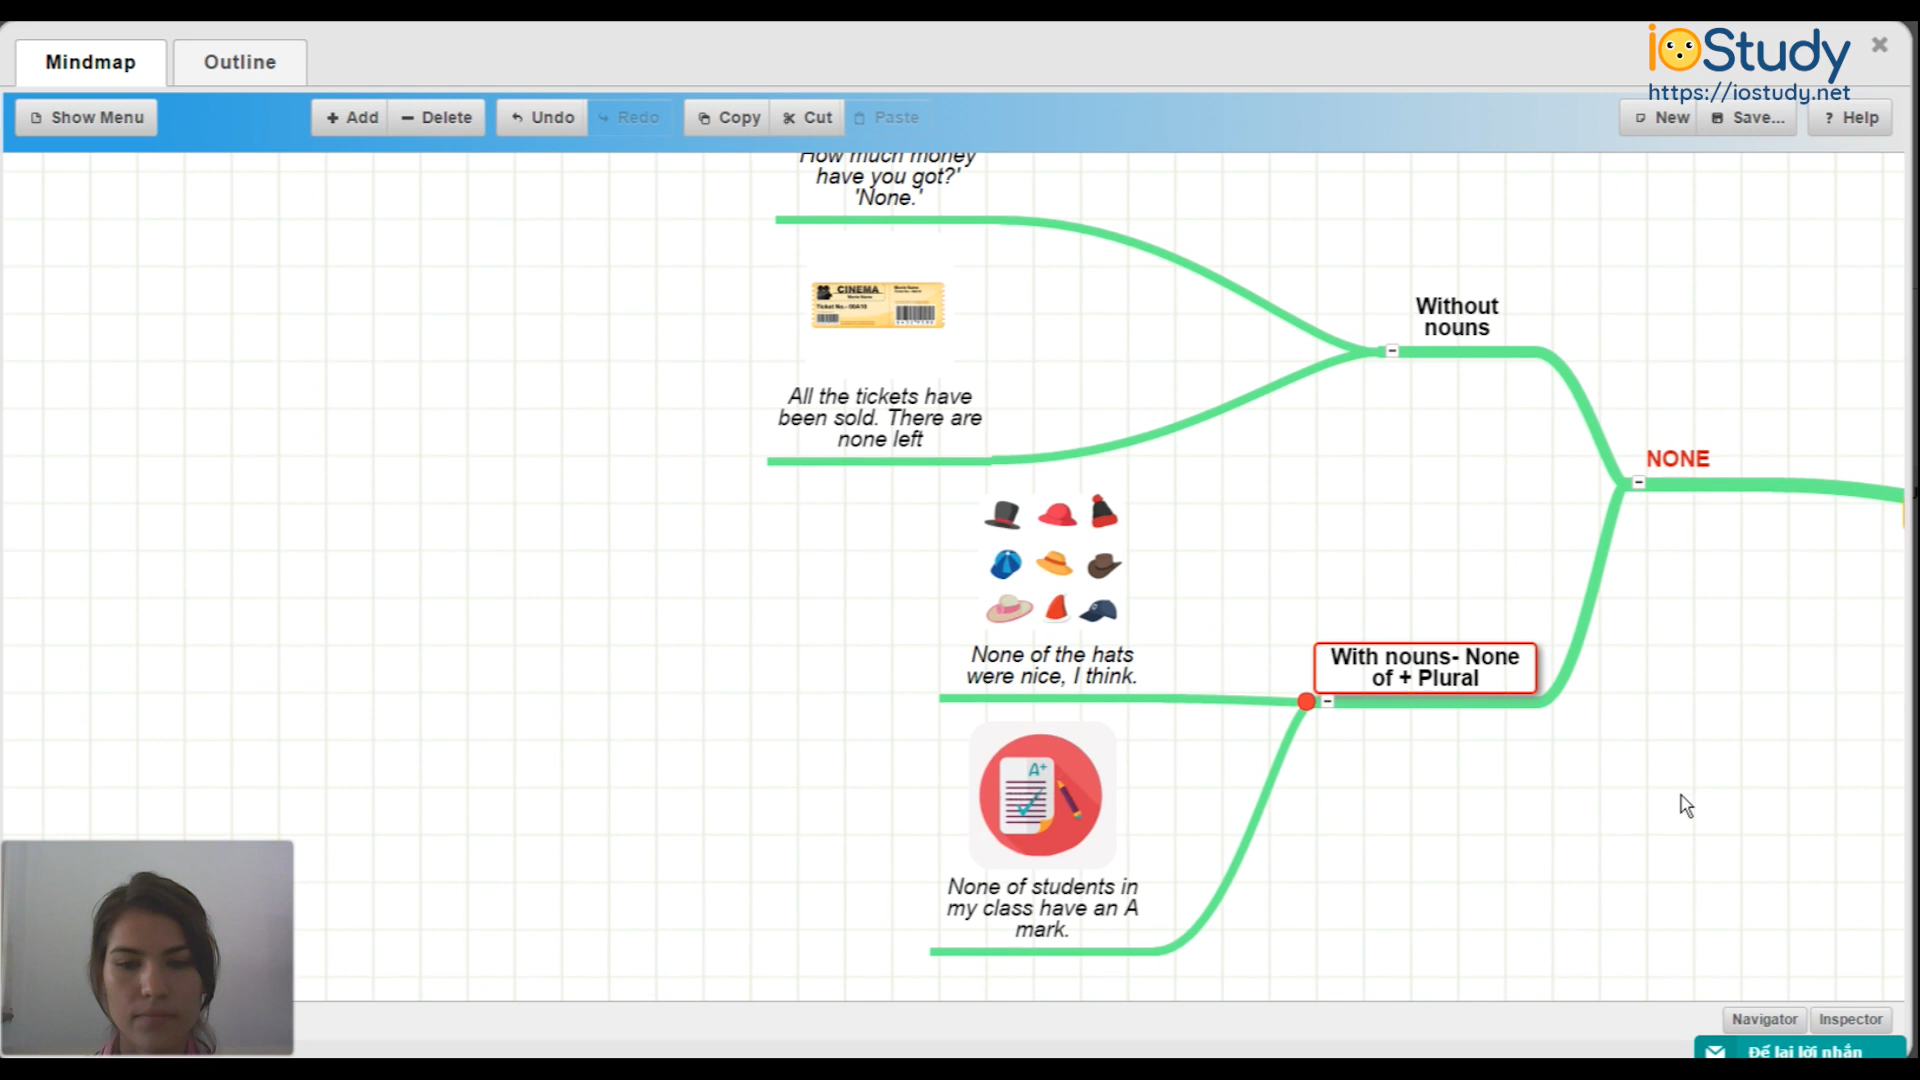 ioStudy
https://iostudy.net
Mindmap
Outline
Show Menu
Add
Delete
Undo
Redo
Copy
Cut
Paste
New
Save...
? Help
How much money
have you got?'
'None.'
CINEMA
All the tickets have
been sold. There are
none left
Without
nouns
NONE
None of the hats
were nice, I think.
With nouns- None
of + Plural
A+
None of students in
my class have an A
mark.
Navigator
Inspector
Để lại lời nhắn